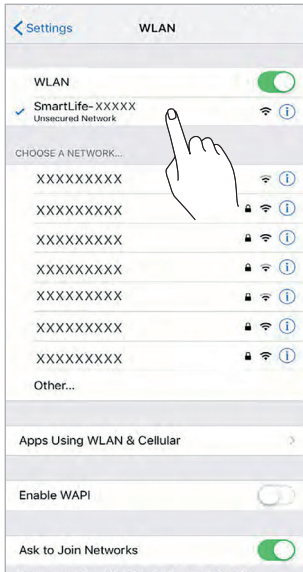 Settings WLAN
WLAN
SmartLife-XXXXX
Unsecured Network
CHOOSE A NETWORK...
XXXXXXXXX
XXXXXXXXX
XXXXXXXXX
XXXXXXXXX
XXXXXXXXX
XXXXXXXXX
XXXXXXXXX
Other...
Apps Using WLAN & Cellular
Enable WAPI
Ask to Join Networks